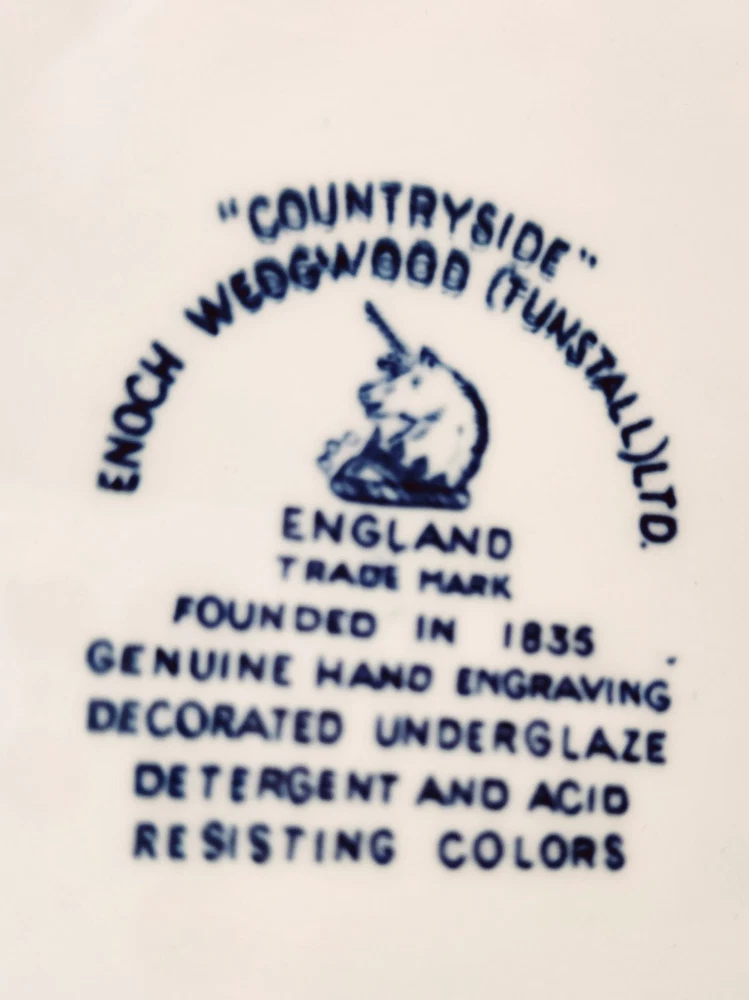 "COUNTRYSIDE"
ENOCH WEDGWOOD (TUNSTALL) LTD.
ENGLAND
TRADE MARK
FOUNDED IN 1835
GENUINE HAND ENGRAVING
DECORATED UNDERGLAZE
DETERGENT AND ACID
RESISTING COLORS